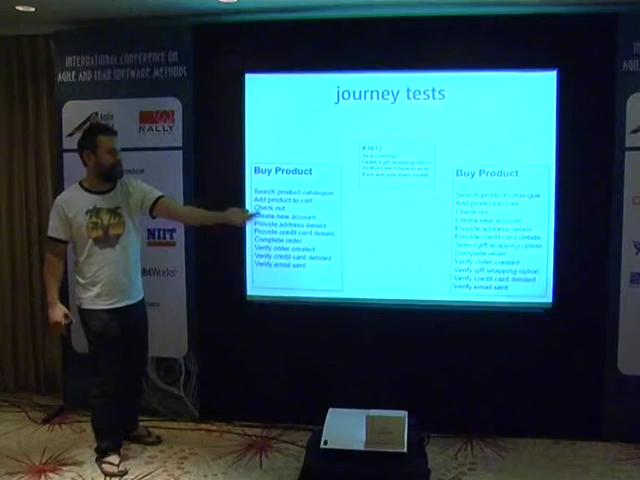 INTERNATIONAL CONFERENCE ON
AGILE AND LEAN SOFTWARE METHODS
RALLY
NIIT
journey tests
#1612
Buy Product
Search product catalogue
Add product to cart
Check out
Create new account
Provide address details
Provide credit card details
Complete order
Verify order created
Verify credit card debited
Verify email sent
Buy Product
Search product catalogue
Add product to cart
Check out
Create new account
Provide address details
Provide credit card details
Select gift wrapping option
Complete order
Verify order created
Verify gift wrapping option
Verify credit card debited
Verify email sent